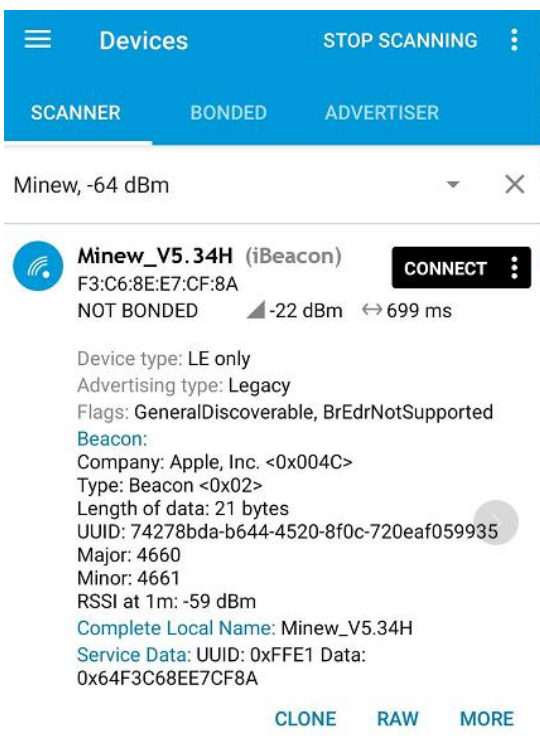 Devices STOP SCANNING
SCANNER BONDED ADVERTISER
Minew, -64 dBm
Minew_V5.34H (iBeacon)
CONNECT
F3:C6:8E:E7:CF:8A
NOT BONDED -22 dBm 699 ms
Device type: LE only
Advertising type: Legacy
Flags: GeneralDiscoverable, BrEdrNotSupported
Beacon:
Company: Apple, Inc. <0x004C>
Type: Beacon <0x02>
Length of data: 21 bytes
UUID: 74278bda-b644-4520-8f0c-720eaf059935
Major: 4660
Minor: 4661
RSSI at 1m: -59 dBm
Complete Local Name: Minew_V5.34H
Service Data: UUID: 0xFFE1 Data:
0x64F3C68EE7CF8A
CLONE RAW MORE